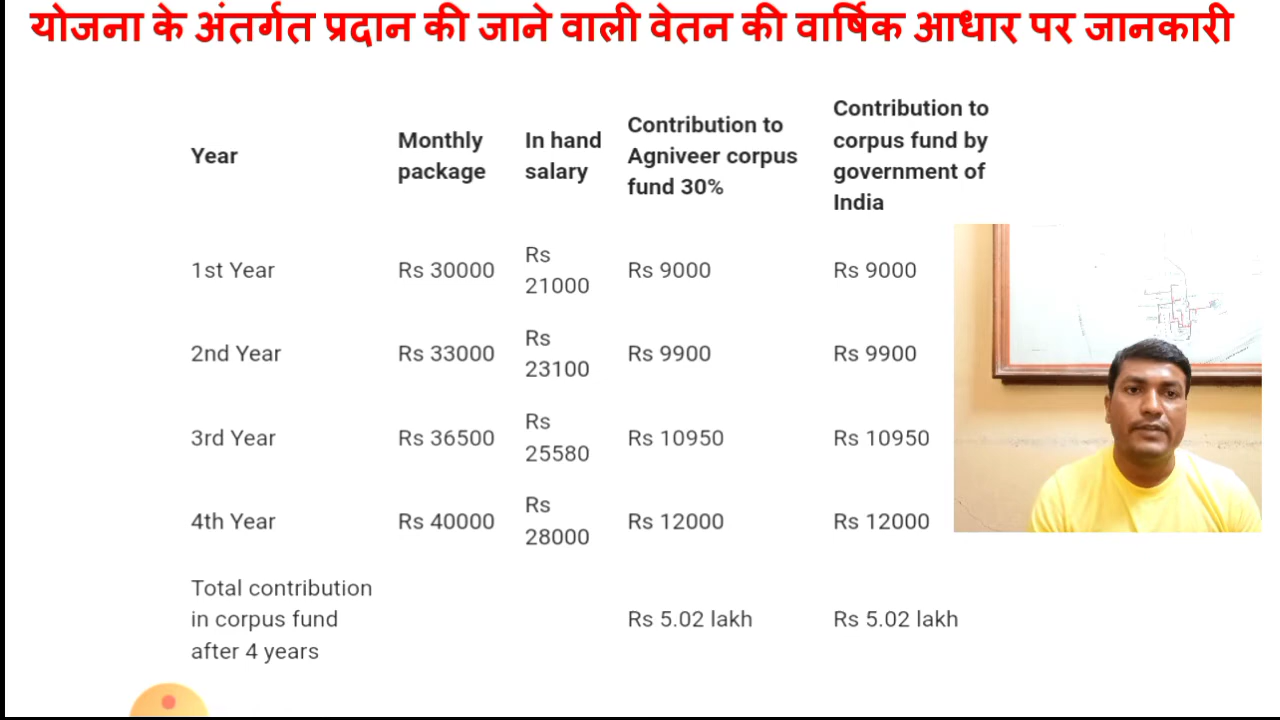 योजना के अंतर्गत प्रदान की जाने वाली वेतन की वार्षिक आधार पर जानकारी
Year
Monthly
package
In hand
salary
Contribution to
Agniveer corpus
fund 30%
Contribution to
corpus fund by
government of
India
1st Year
Rs 30000
Rs
21000
Rs 9000
Rs 9000
2nd Year
Rs 33000
Rs
23100
Rs 9900
Rs 9900
3rd Year
Rs 36500
Rs
25580
Rs 10950
Rs 10950
4th Year
Rs 40000
Rs
28000
Rs 12000
Rs 12000
Total contribution
in corpus fund
after 4 years
Rs 5.02 lakh
Rs 5.02 lakh